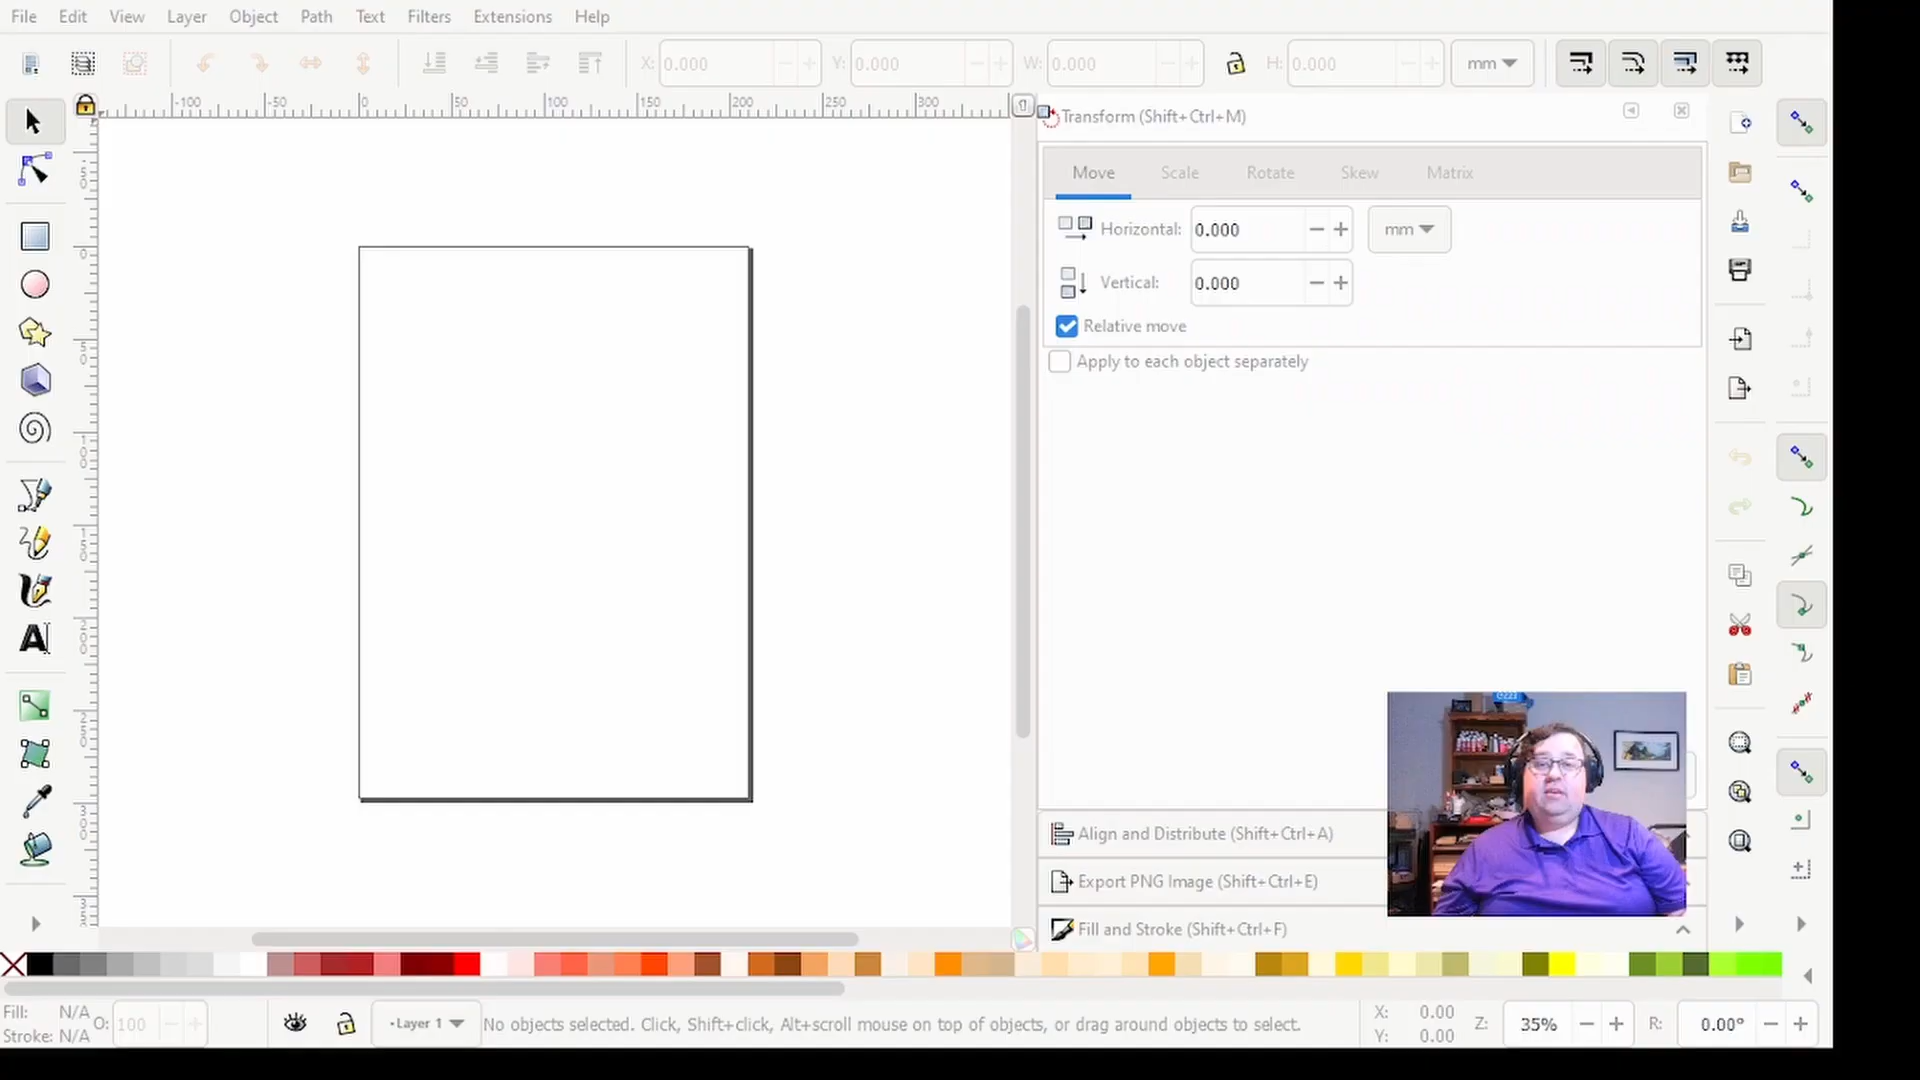 File Edit View Layer Object Path Text Filters Extensions Help
X: 0.000 Y: 0.000 W: 0.000 H: 0.000 mm
-100 -50 0 50 100 150 200 250 300
Transform (Shift+Ctrl+M)
Move Scale Rotate Skew Matrix
Horizontal: 0.000 mm
Vertical: 0.000
Relative move
Apply to each object separately
Align and Distribute (Shift+Ctrl+A)
Export PNG Image (Shift+Ctrl+E)
Fill and Stroke (Shift+Ctrl+F)
Fill: N/A
Stroke: N/A
O: 100
Layer 1
No objects selected. Click, Shift+click, Alt+scroll mouse on top of objects, or drag around objects to select.
X: 0.00
Y: 0.00
Z: 35% R: 0.00°